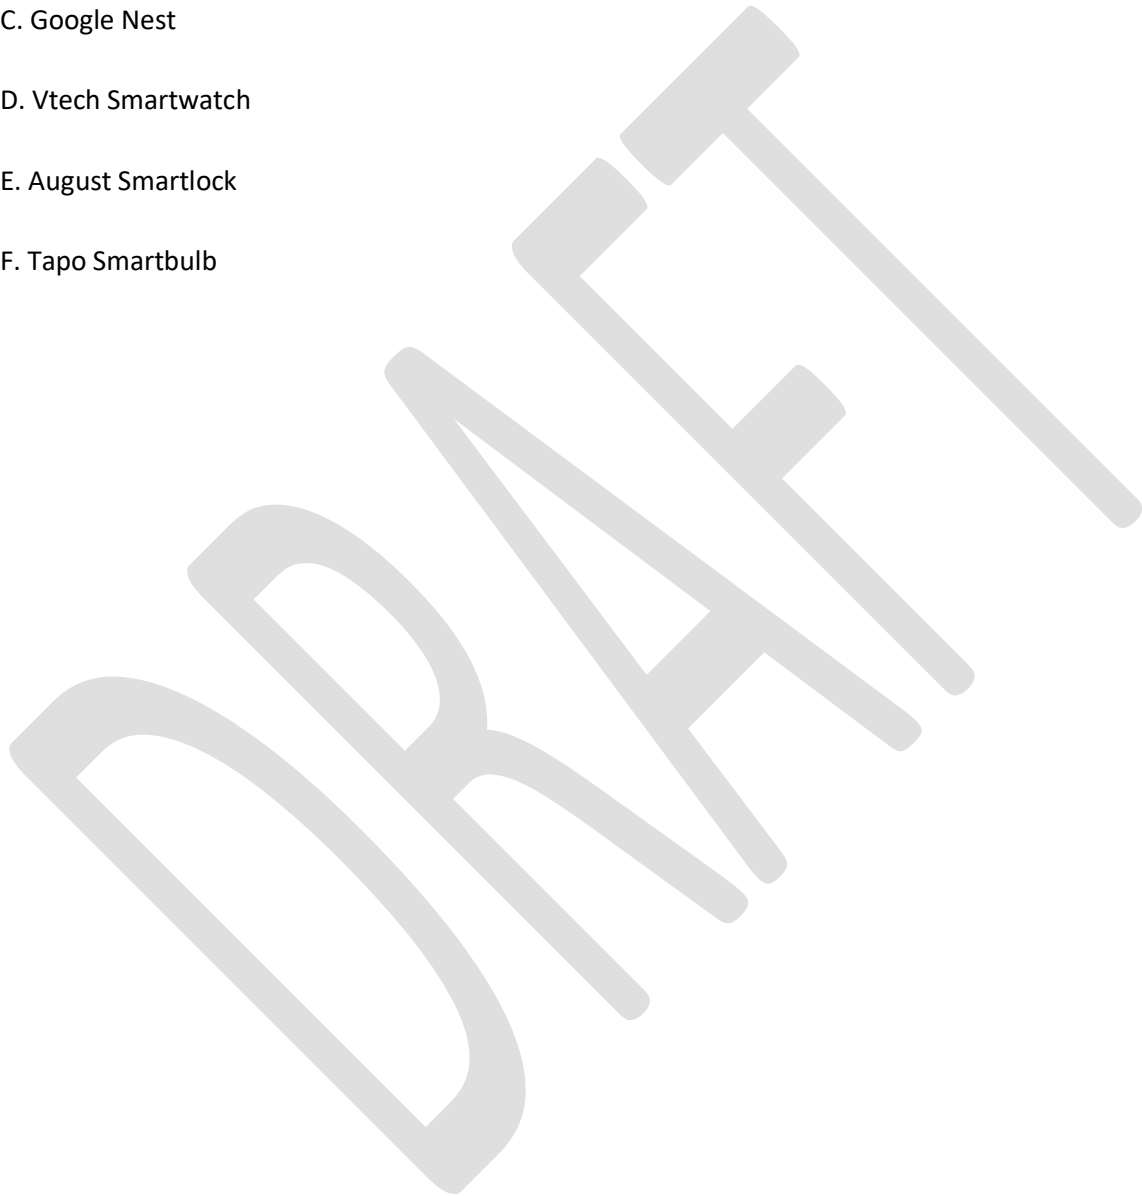 C. Google Nest
D. Vtech Smartwatch
E. August Smartlock
F. Tapo Smartbulb
DRAFT